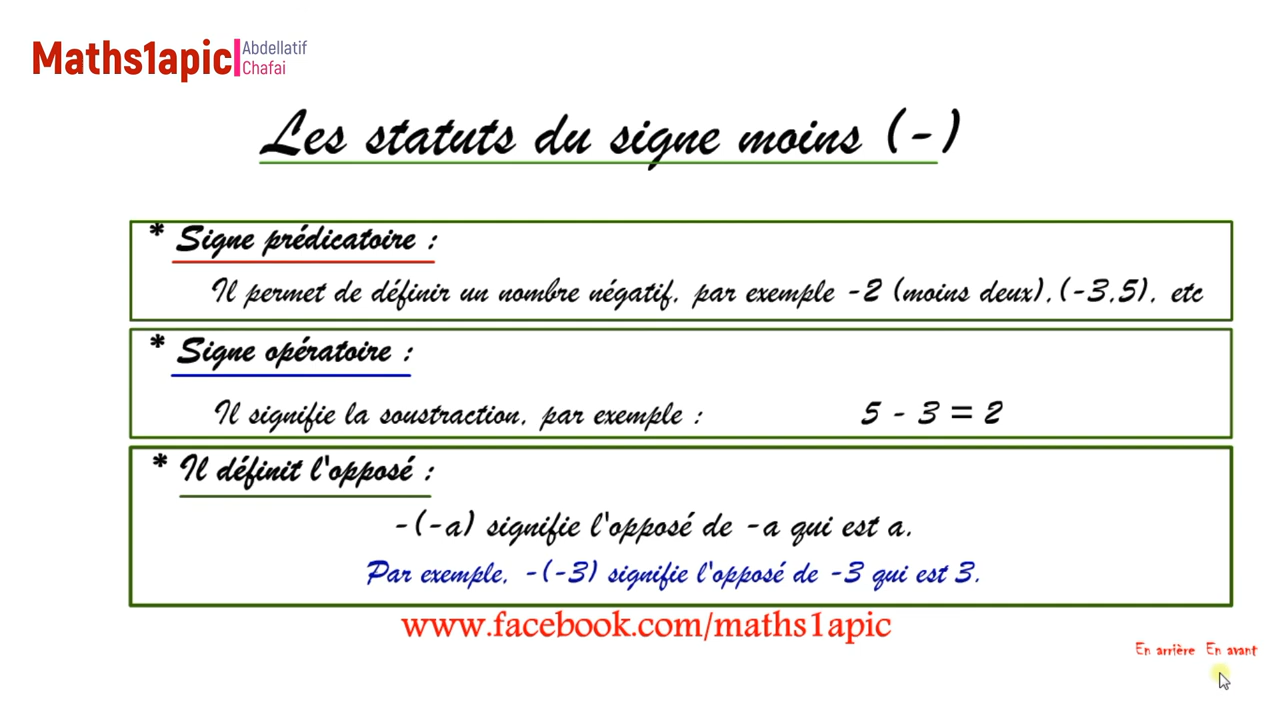 Maths1apic
Abdellatif
Chafai
Les statuts du signe moins (-)
* Signe prédicatoire :
Il permet de définir un nombre négatif, par exemple -2 (moins deux),(-3,5), etc
* Signe opératoire :
Il signifie la soustraction, par exemple : 5 - 3 = 2
* Il définit l'opposé :
-(-a) signifie l'opposé de -a qui est a.
Par exemple, -(-3) signifie l'opposé de -3 qui est 3.
www.facebook.com/maths1apic
En arrière En avant